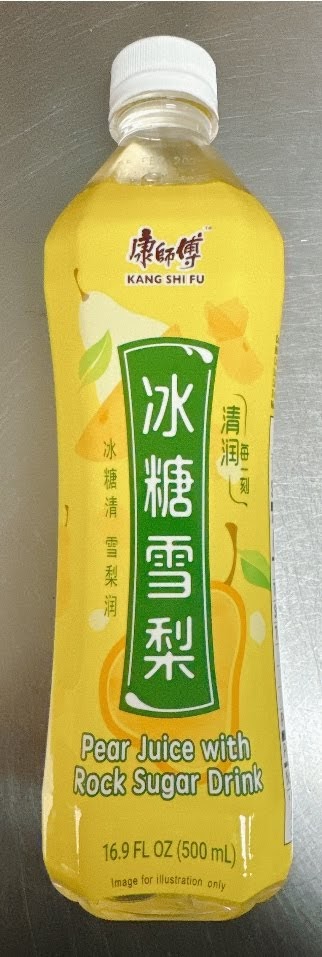 康師傅
KANG SHI FU
冰糖雪梨
清润
每一刻
冰糖清 雪梨润
Pear Juice with
Rock Sugar Drink
16.9 FL OZ (500 mL)
Image for illustration only